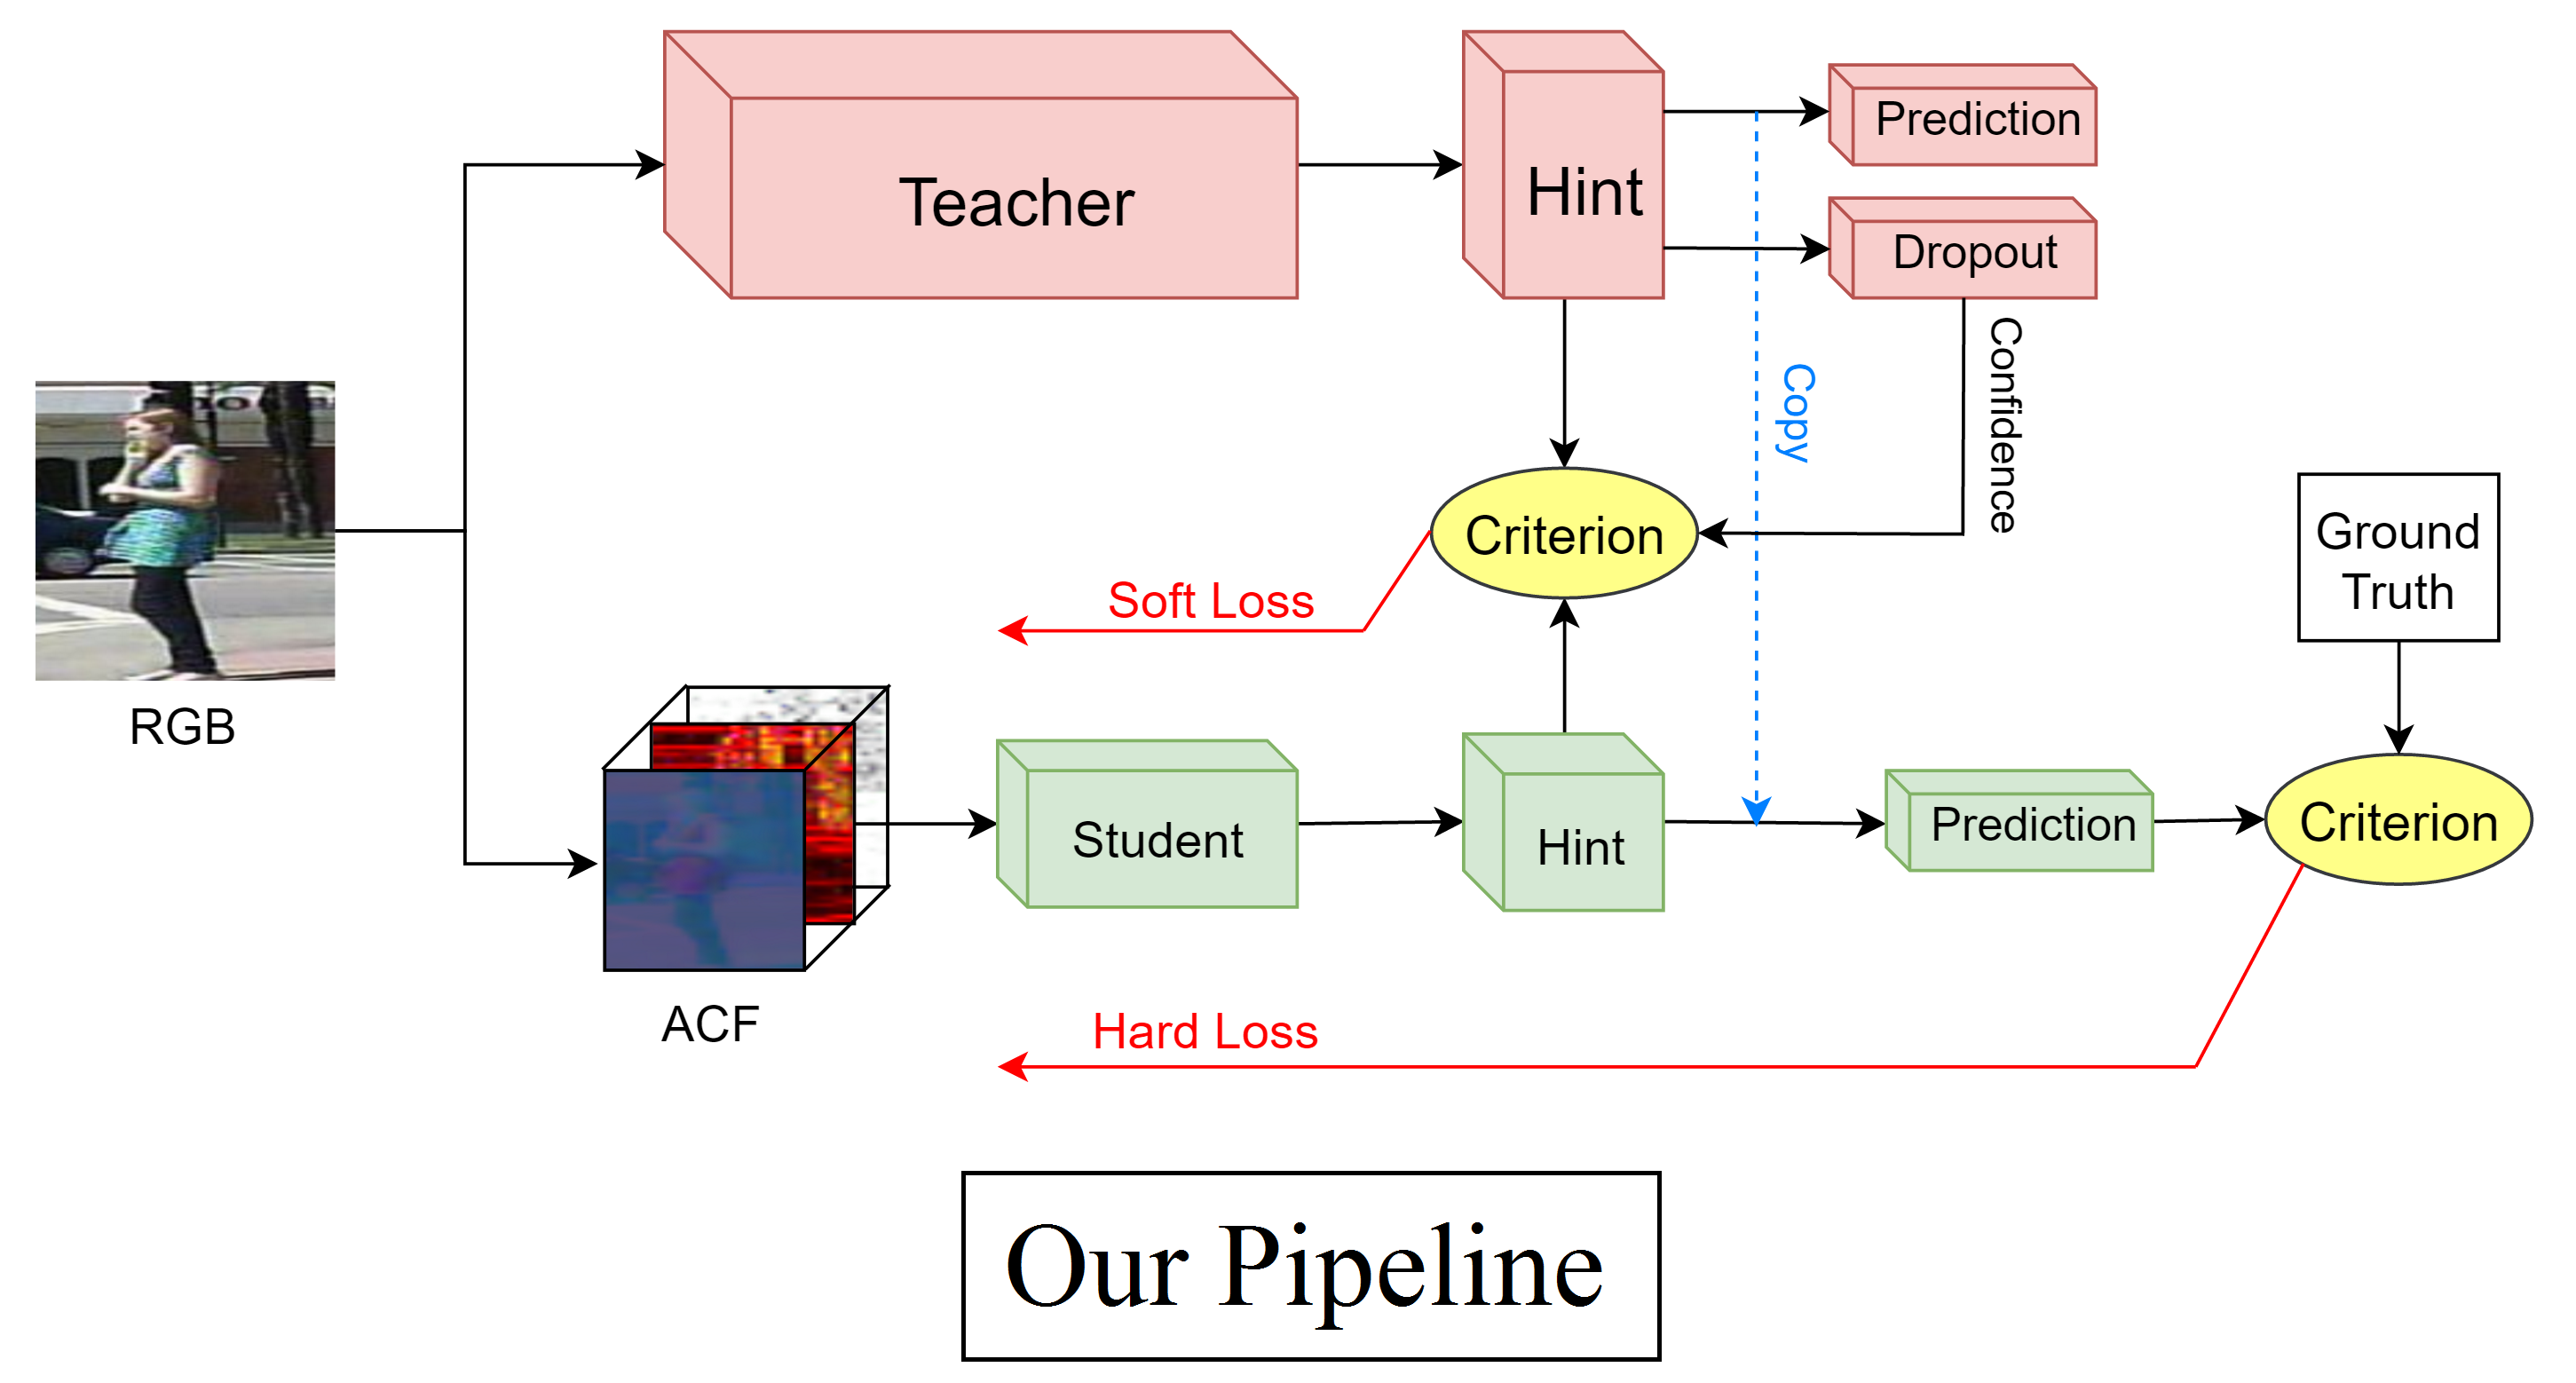 Teacher
Hint
Prediction
Dropout
Confidence
Copy
Criterion
Soft Loss
RGB
Ground
Truth
Student
Hint
Prediction
Criterion
ACF
Hard Loss
Our Pipeline